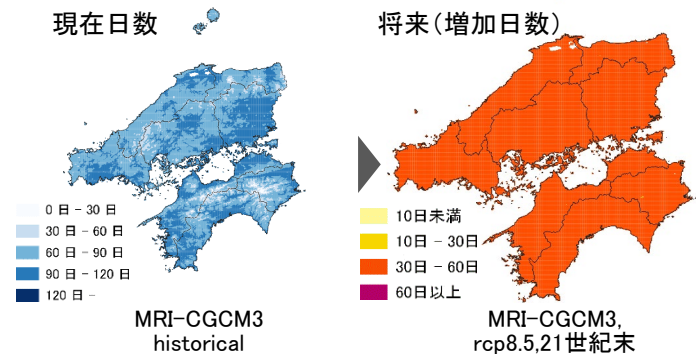 現在日数
0 日 - 30 日
30 日 - 60 日
60 日 - 90 日
90 日 - 120 日
120 日 -
MRI-CGCM3
historical
将来(増加日数)
10日未満
10日 - 30日
30日 - 60日
60日以上
MRI-CGCM3,
rcp8.5,21世紀末